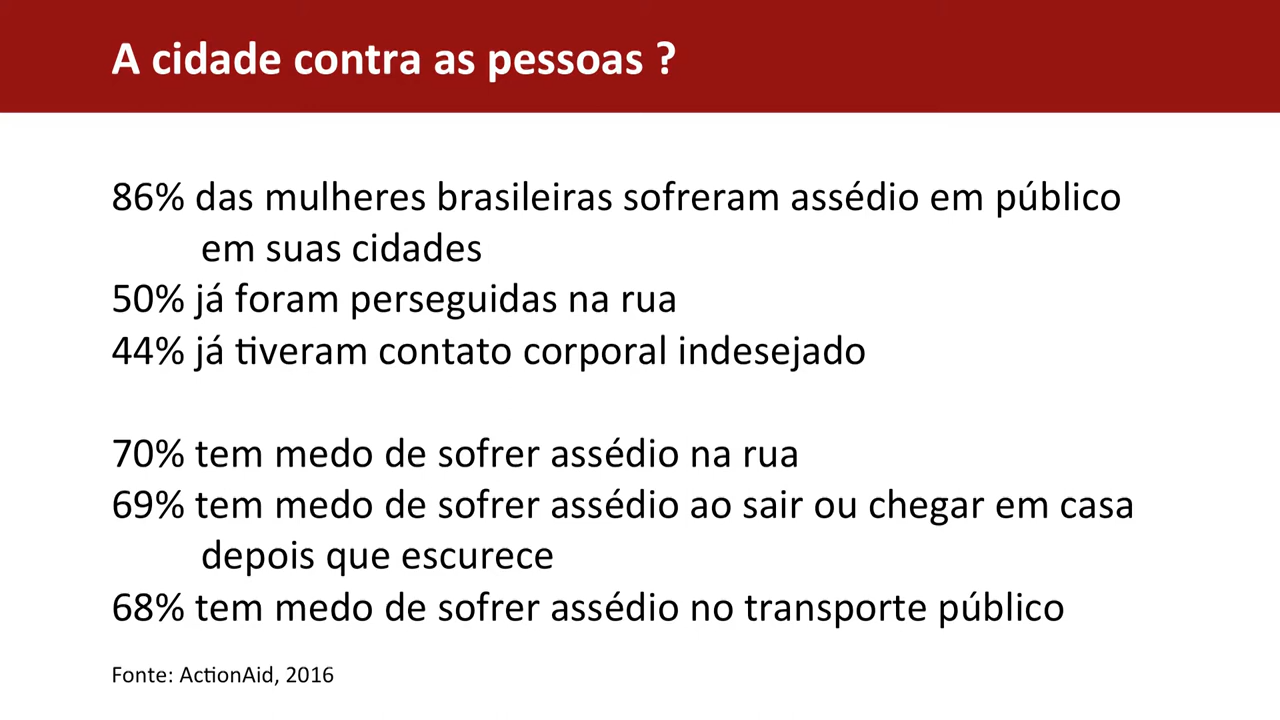 A cidade contra as pessoas ?
86% das mulheres brasileiras sofreram assédio em público
em suas cidades
50% já foram perseguidas na rua
44% já tiveram contato corporal indesejado
70% tem medo de sofrer assédio na rua
69% tem medo de sofrer assédio ao sair ou chegar em casa
depois que escurece
68% tem medo de sofrer assédio no transporte público
Fonte: ActionAid, 2016